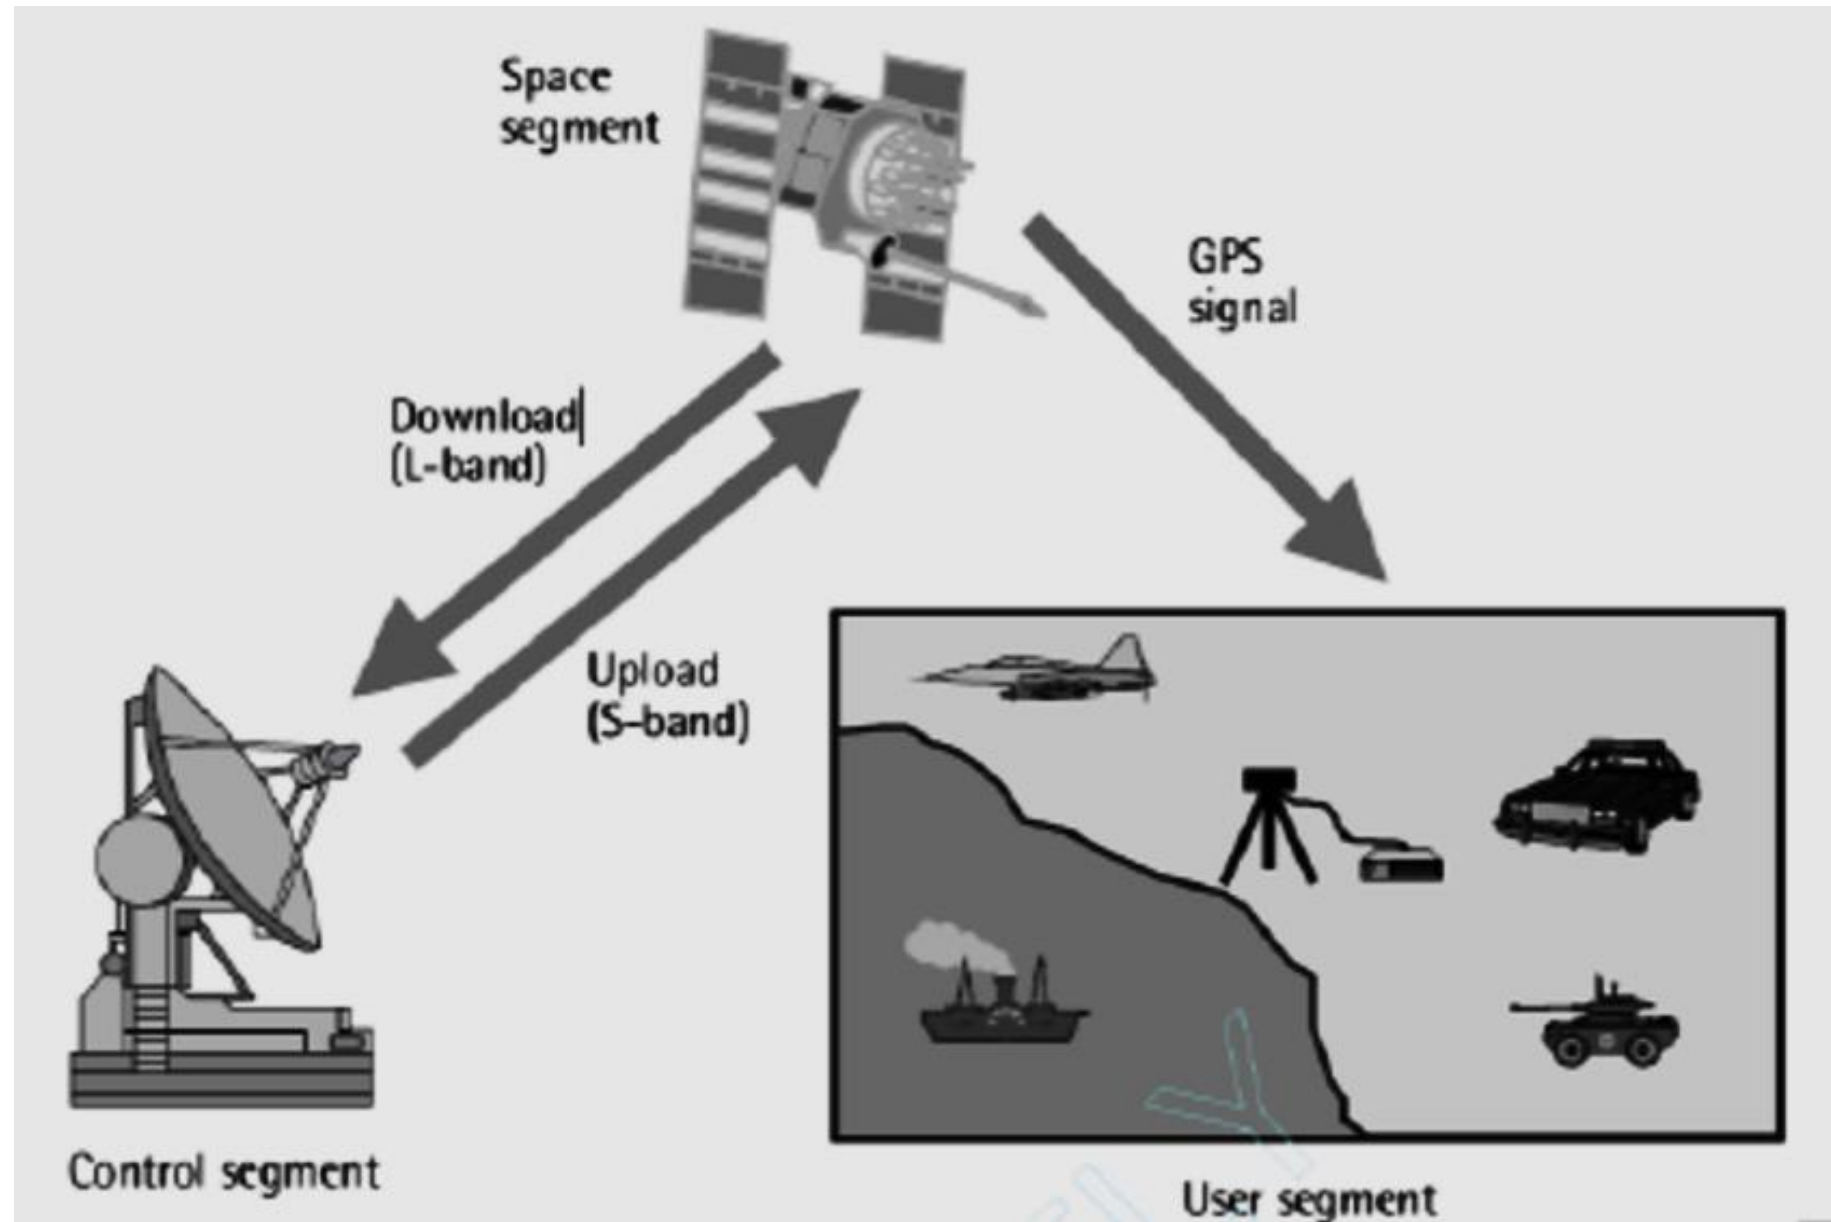 Space
segment
GPS
signal
Download
(L-band)
Upload
(S-band)
Control segment
User segment